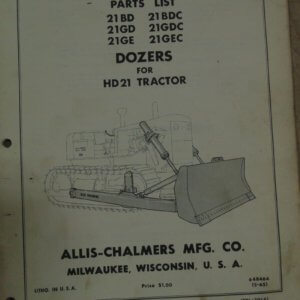 PARTS LIST
21BD 21BDC
21GD 21GDC
21GE 21GEC
DOZERS
FOR
HD21 TRACTOR
ALLIS-CHALMERS MFG. CO.
MILWAUKEE, WISCONSIN, U. S. A.
LITHO. IN U.S.A.
Price $1.00